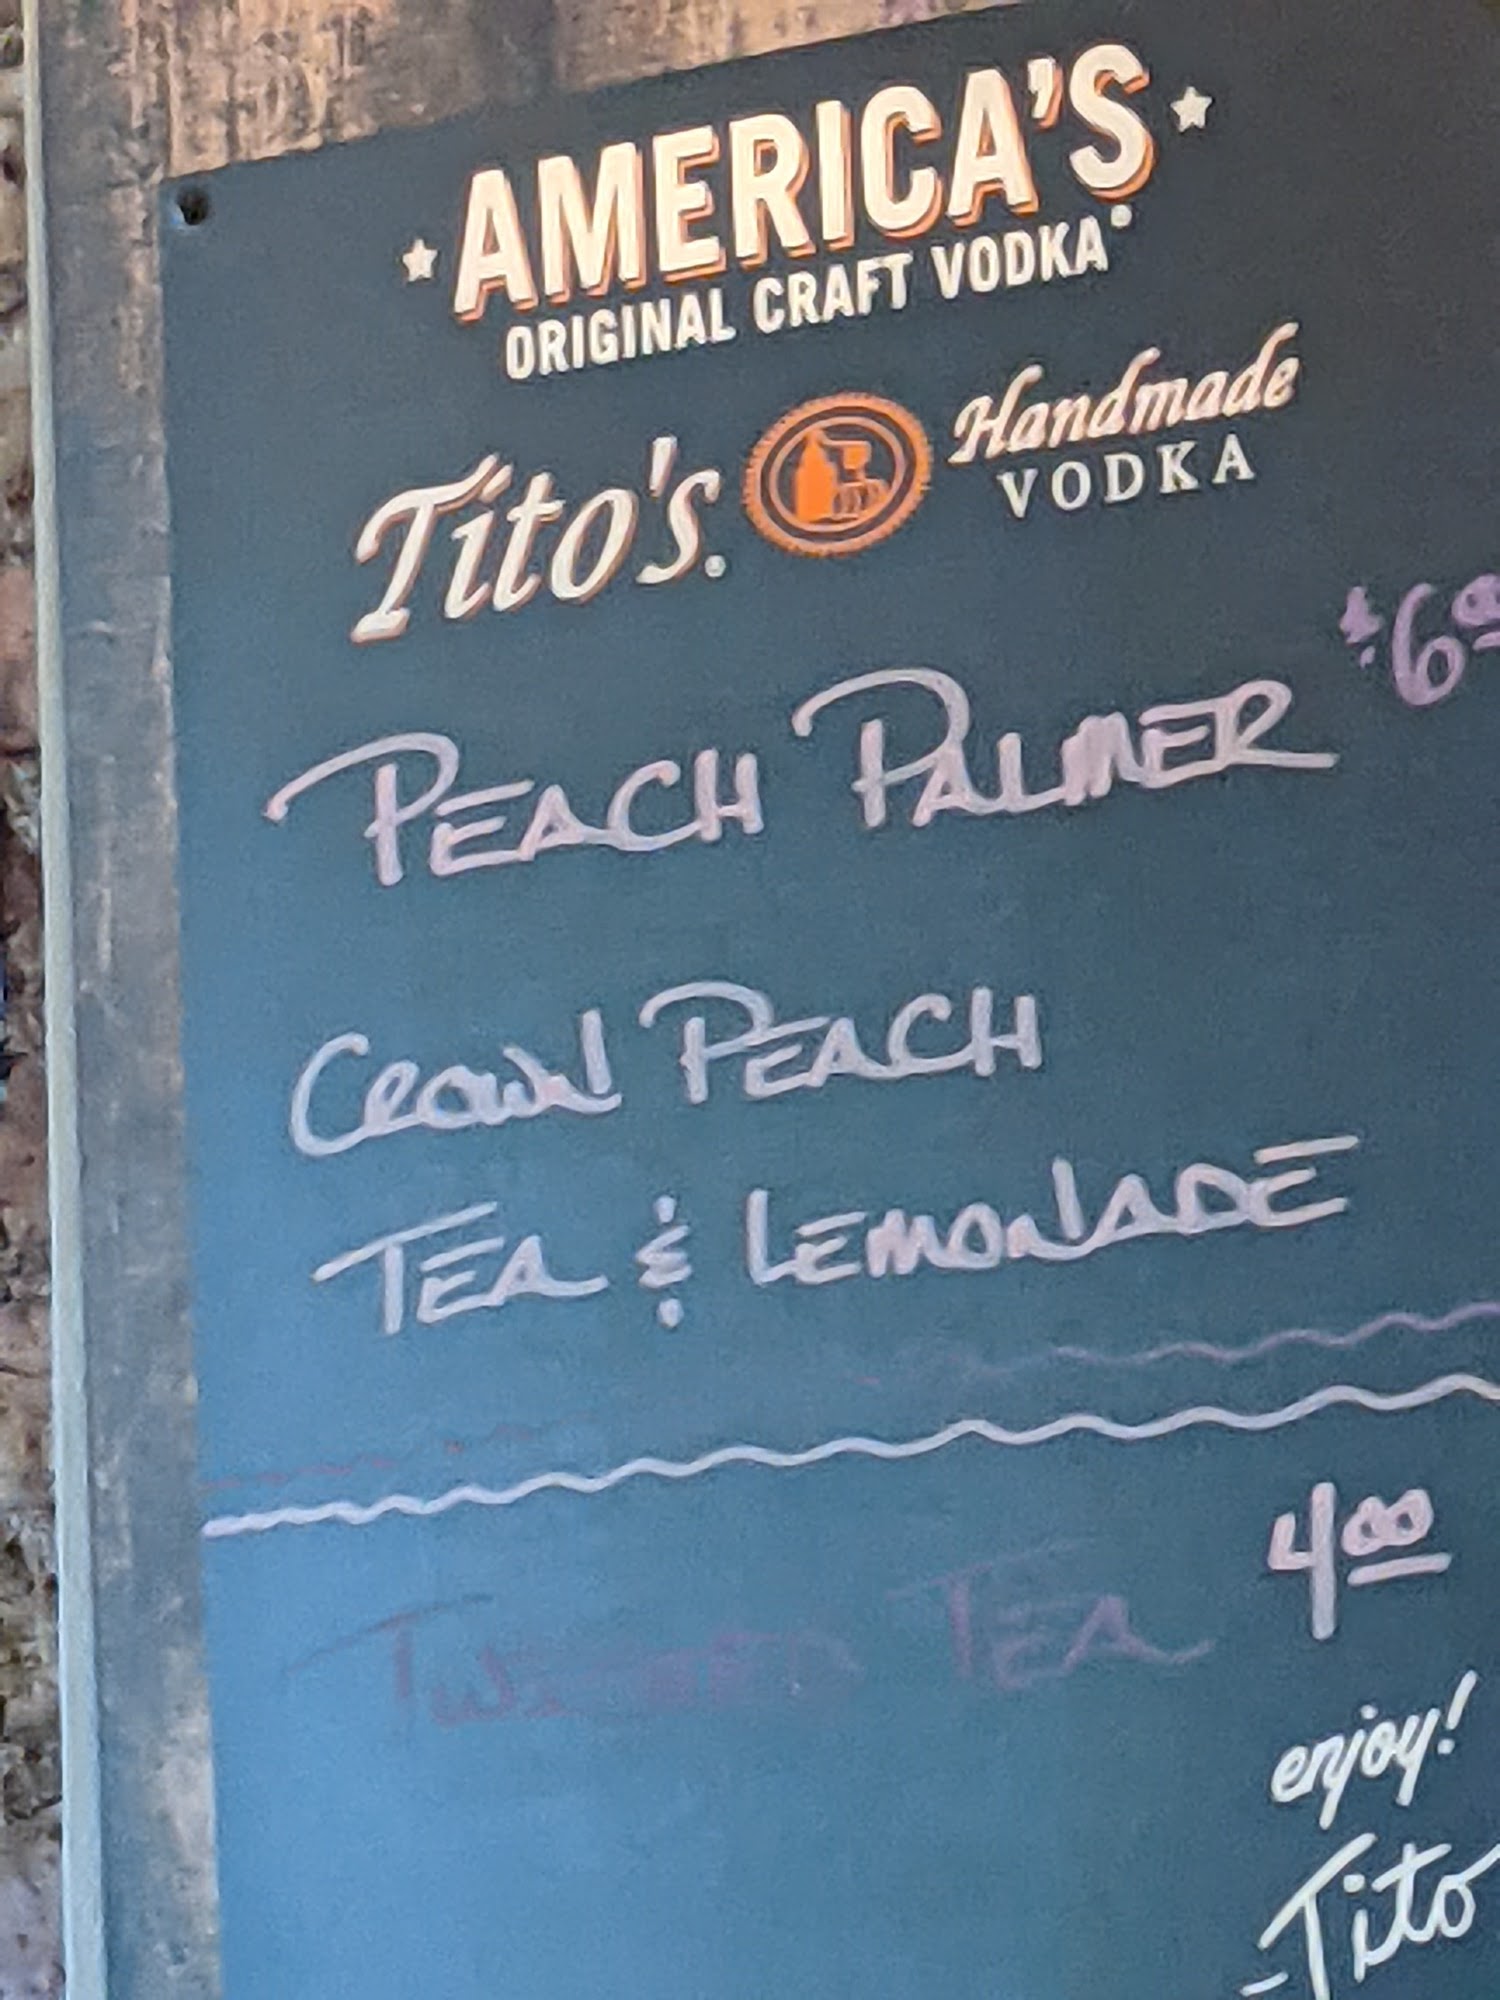 AMERICA'S
ORIGINAL CRAFT VODKA
Tito's. Handmade
VODKA
$6.00
PEACH PALMER
CROWN PEACH
TEA & LEMONADE
4.00
TEA
enjoy!
-Tito